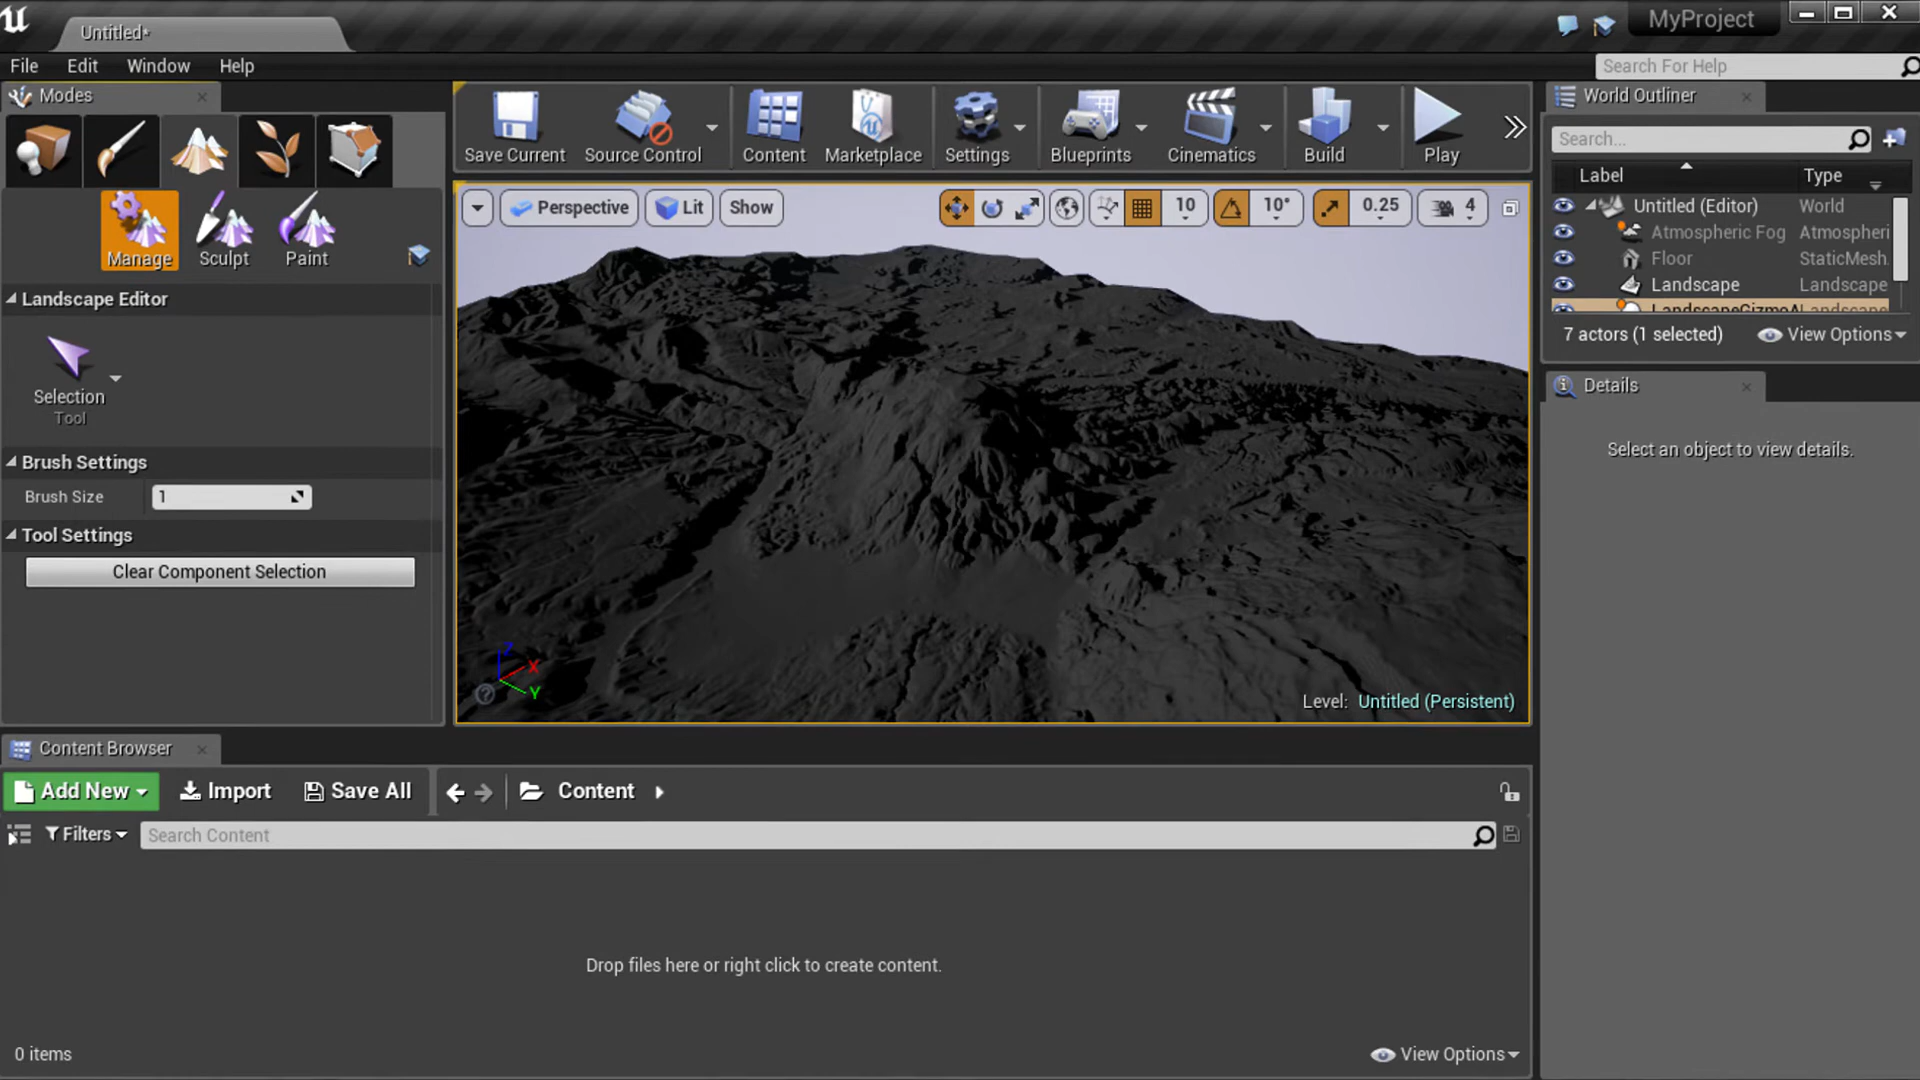 Untitled*
MyProject
File Edit Window Help
Search For Help
Modes
Save Current
Source Control
Content
Marketplace
Settings
Blueprints
Cinematics
Build
Play
World Outliner
Search...
Label Type
Untitled (Editor) World
Atmospheric Fog Atmospheri
Floor StaticMesh
Landscape Landscape
LandscapeGizmoA Landscape
7 actors (1 selected) View Options
Manage Sculpt Paint
Perspective Lit Show 10 10° 0.25 4
Landscape Editor
Selection
Tool
Brush Settings
Brush Size 1
Tool Settings
Clear Component Selection
Details
Select an object to view details.
Z
X
Y
Level: Untitled (Persistent)
Content Browser
Add New Import Save All Content
Filters Search Content
Drop files here or right click to create content.
0 items View Options